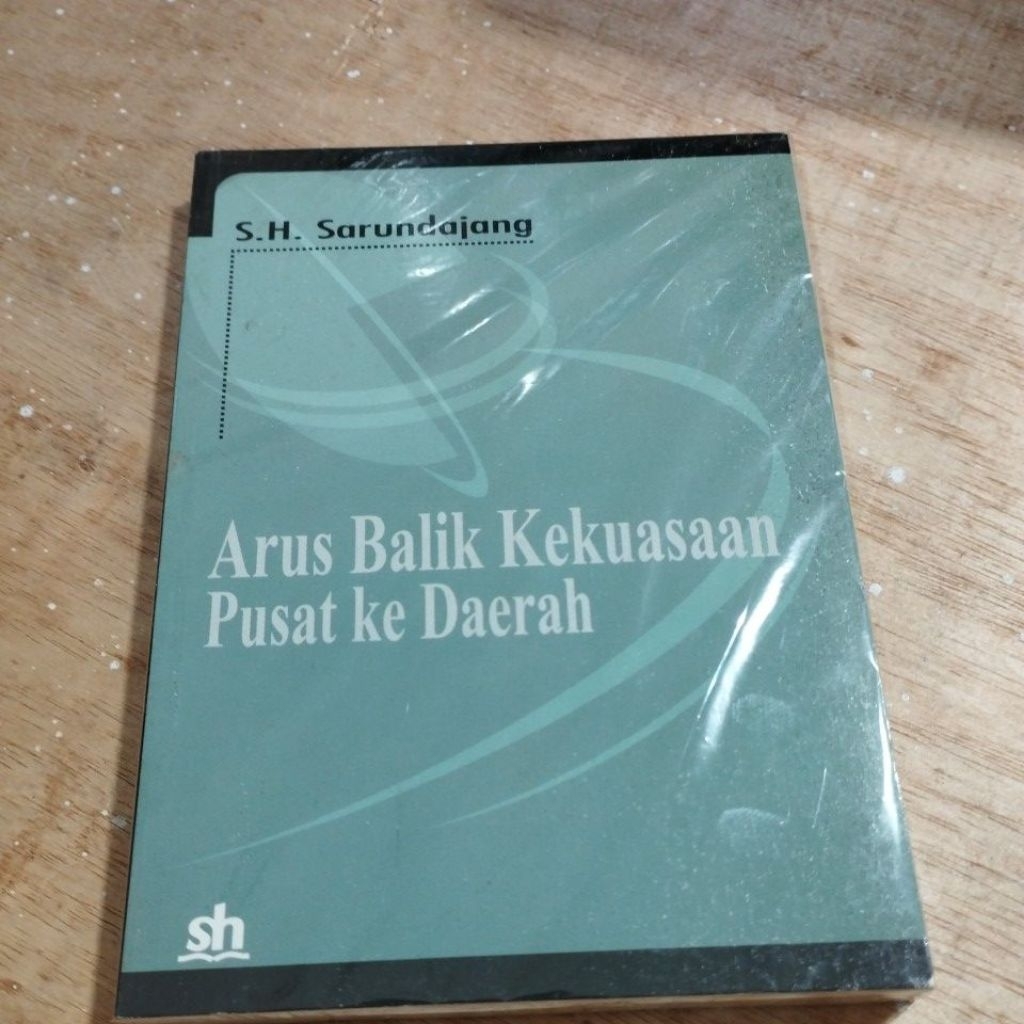 S.H. Sarundajang
Arus Balik Kekuasaan
Pusat ke Daerah
sh